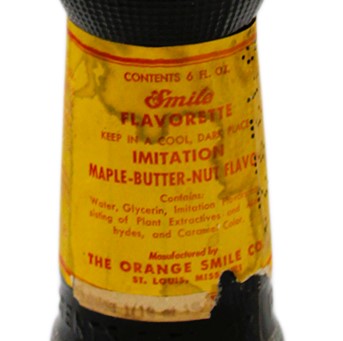 CONTENTS 6 FL. OZ.
Smile
FLAVORETTE
KEEP IN A COOL, DARK PLACE
IMITATION
MAPLE-BUTTER-NUT FLAVO
Contains:
Water, Glycerin, Imitation
sisting of Plant Extractives and
hydes, and Caramel Color.
Manufactured by
THE ORANGE SMILE CO.
ST. LOUIS, MISS